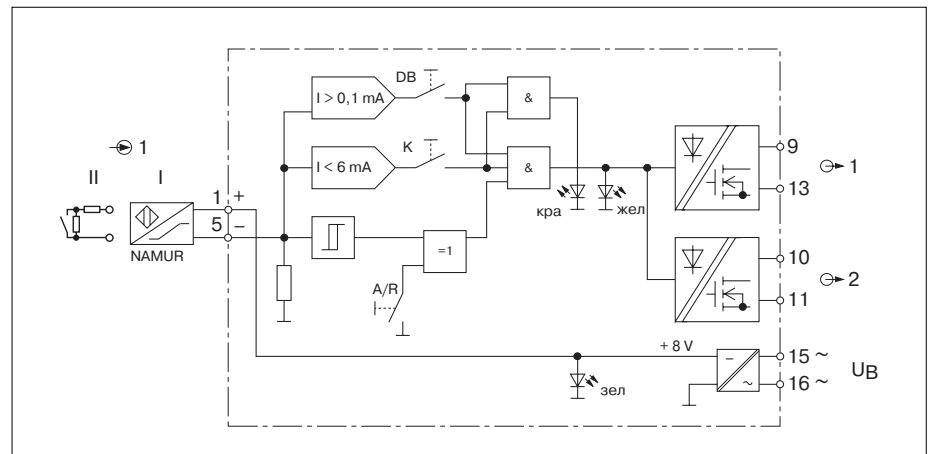 DB
I > 0,1 mA
&
9
➔ 1
K
➔ 1
II
I
I < 6 mA
&
13
1
+
кра
жел
5
–
NAMUR
=1
10
➔ 2
A/R
11
+ 8 V
–
15 ~
UB
зел
~
16 ~